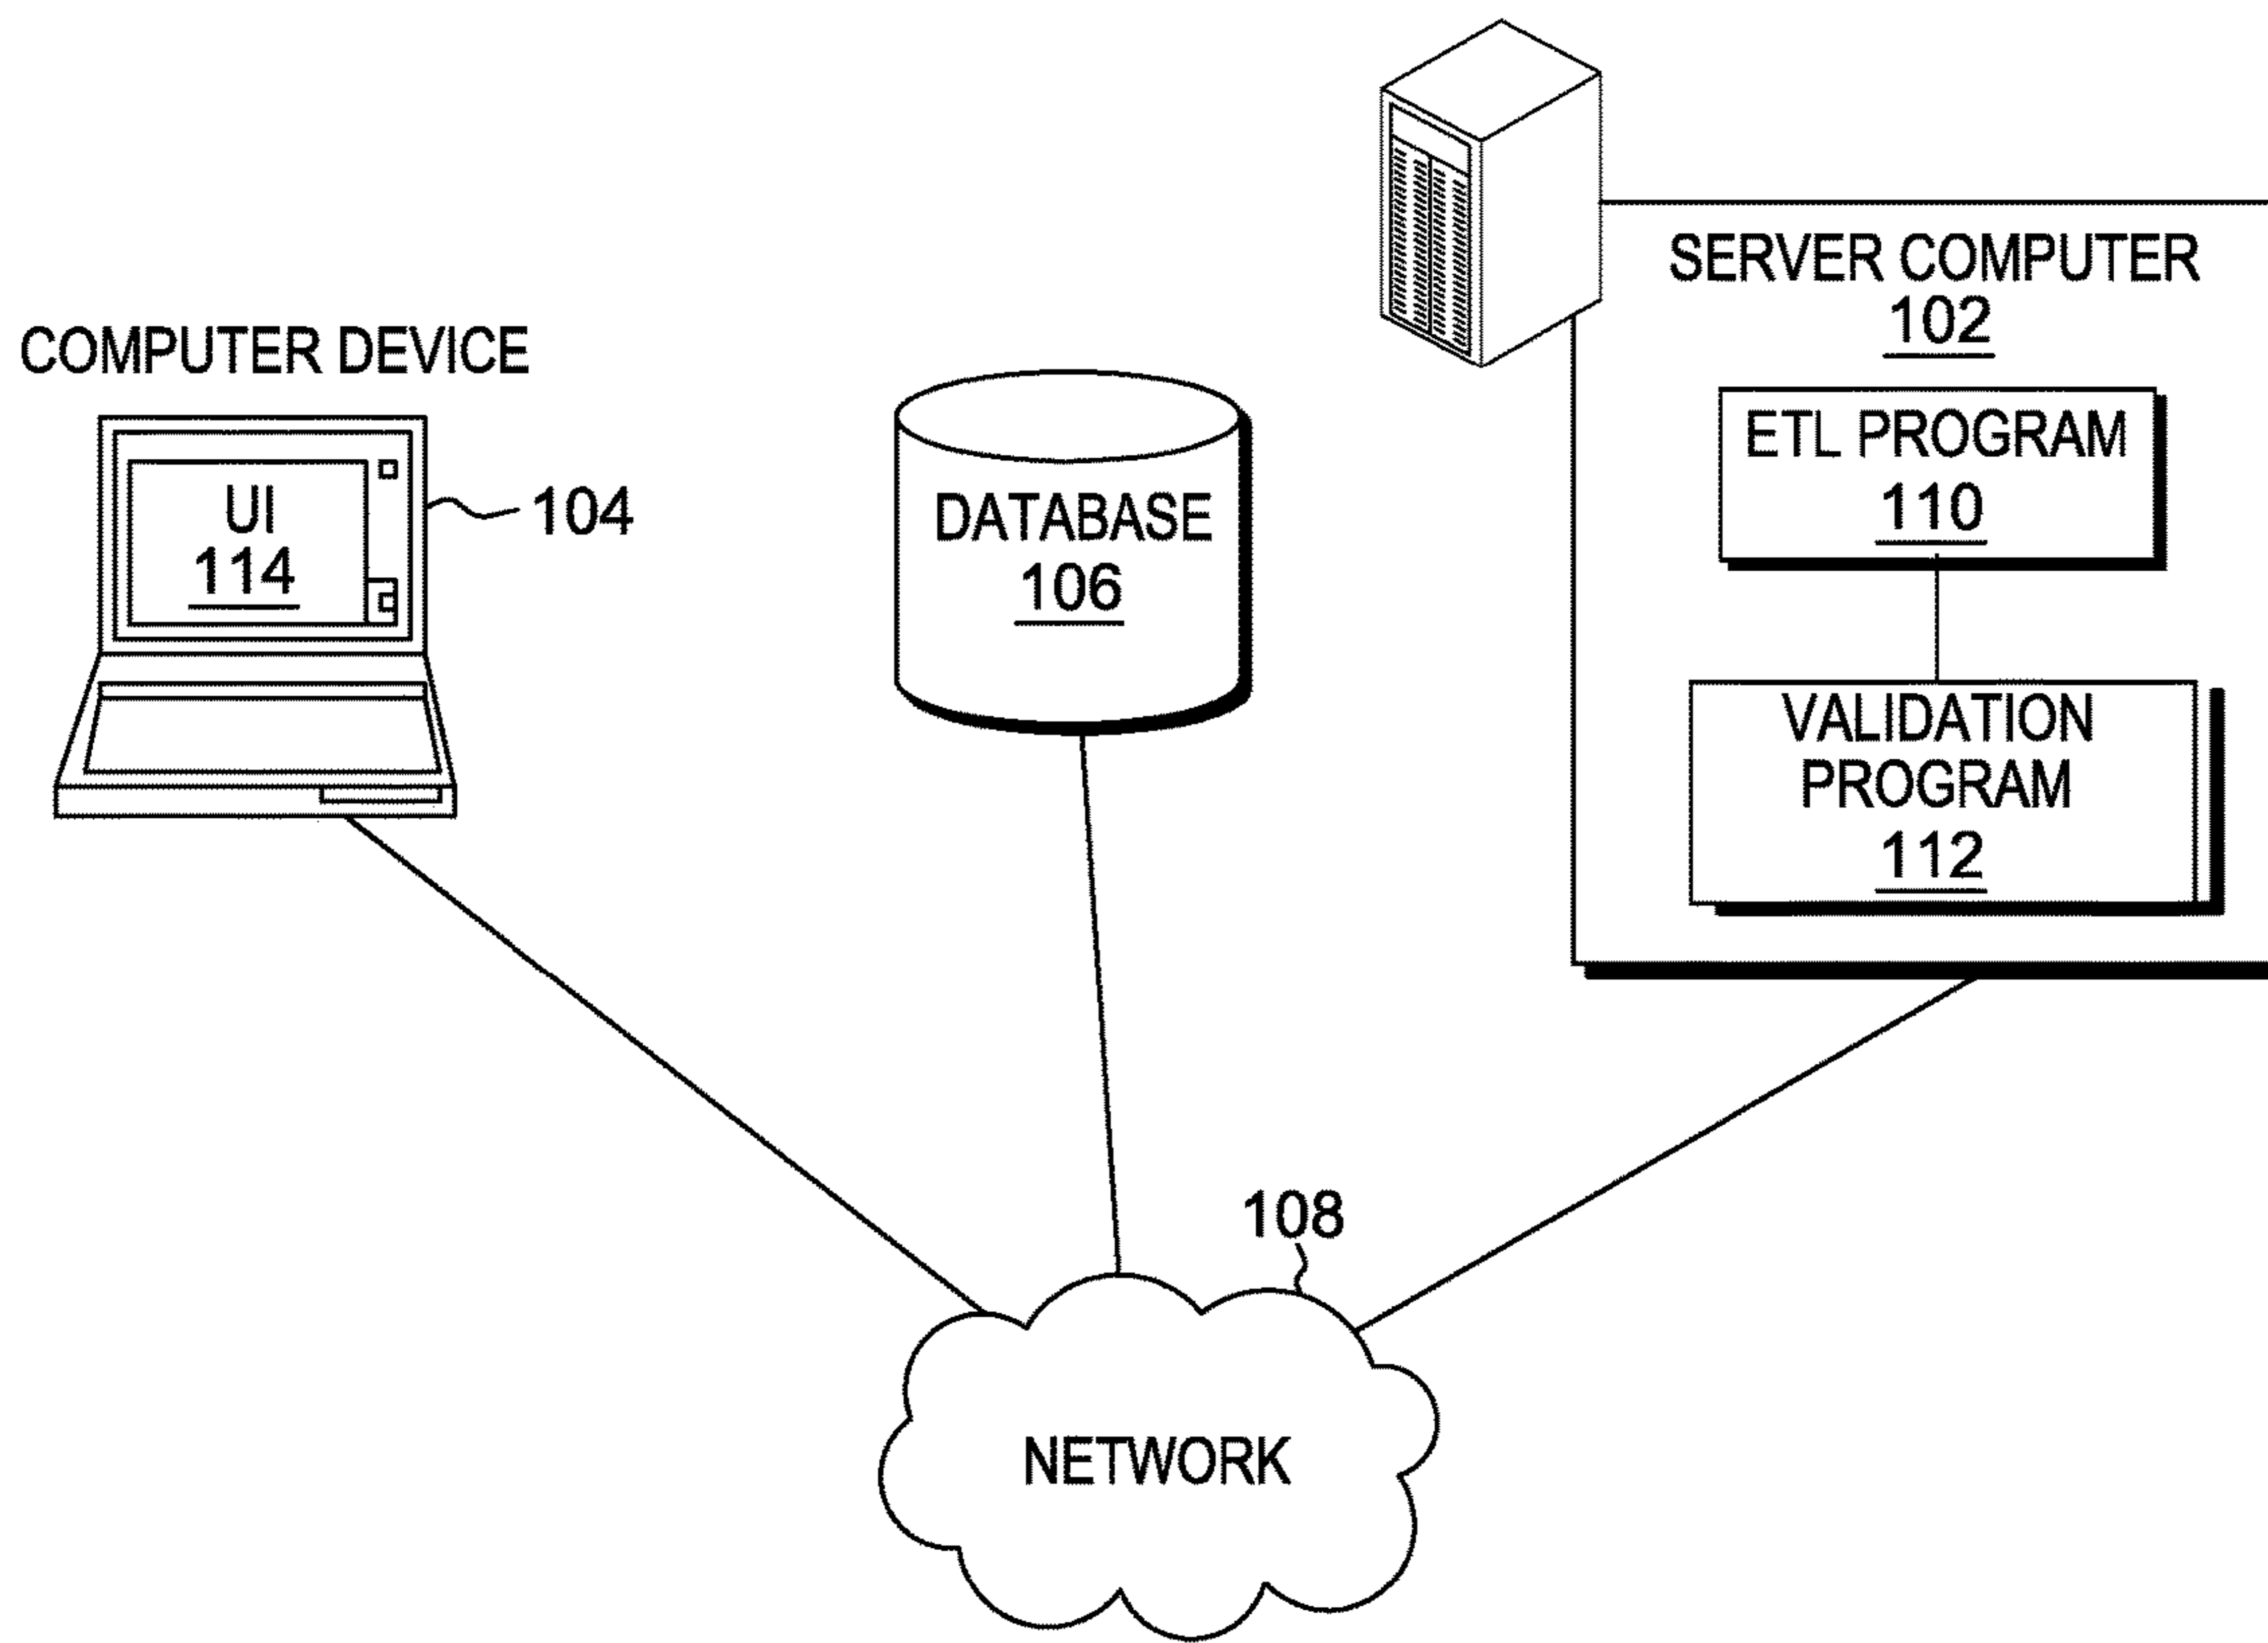 SERVER COMPUTER
102
COMPUTER DEVICE
ETL PROGRAM
110
UI
114
104
DATABASE
106
VALIDATION
PROGRAM
112
108
NETWORK